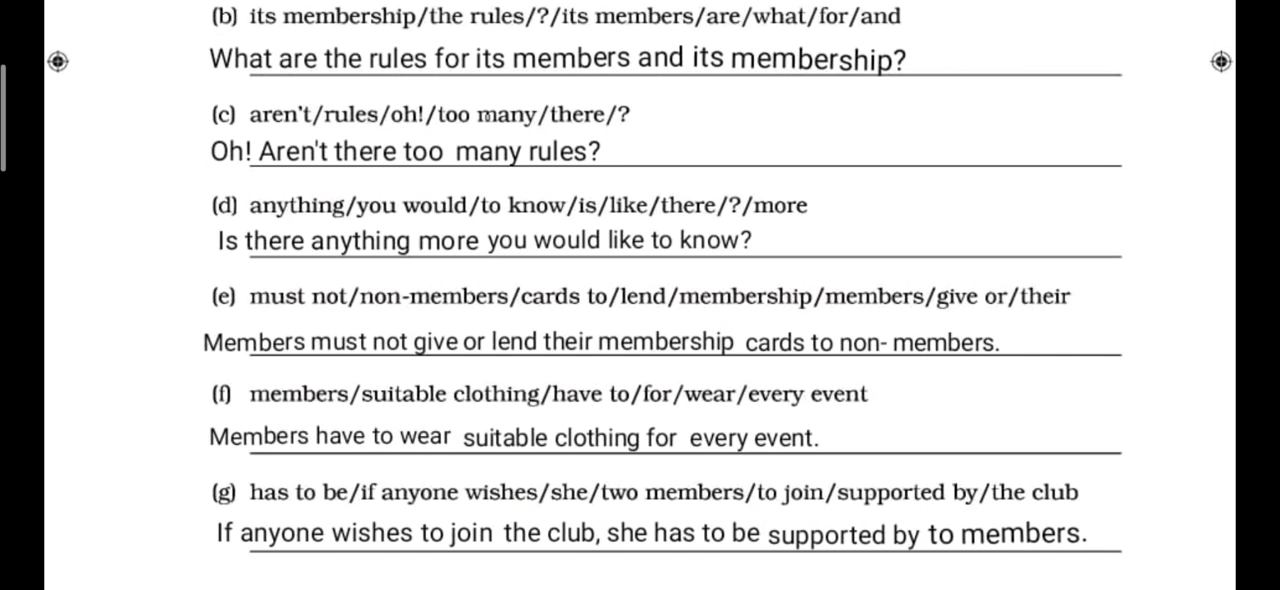 (b) its membership/the rules/?/its members/are/what/for/and
What are the rules for its members and its membership?
(c) aren't/rules/oh!/too many/there/?
Oh! Aren't there too many rules?
(d) anything/you would/to know/is/like/there/?/more
Is there anything more you would like to know?
(e) must not/non-members/cards to/lend/membership/members/give or/their
Members must not give or lend their membership cards to non- members.
(f) members/suitable clothing/have to/for/wear/every event
Members have to wear suitable clothing for every event.
(g) has to be/if anyone wishes/she/two members/to join/supported by/the club
If anyone wishes to join the club, she has to be supported by to members.